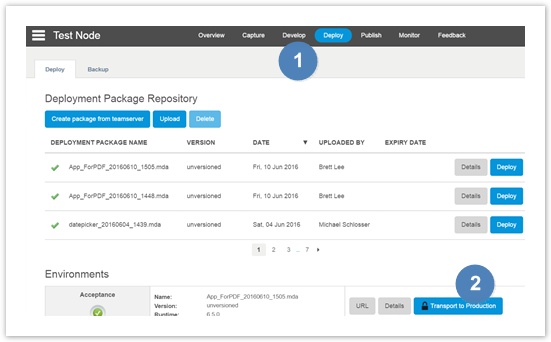 Test Node Overview Capture Develop Deploy Publish Monitor Feedback
1
Deploy Backup
Deployment Package Repository
Create package from teamserver Upload Delete
DEPLOYMENT PACKAGE NAME VERSION DATE ▼ UPLOADED BY EXPIRY DATE
App_ForPDF_20160610_1505.mda unversioned Fri, 10 Jun 2016 Brett Lee Details Deploy
App_ForPDF_20160610_1448.mda unversioned Fri, 10 Jun 2016 Brett Lee Details Deploy
datepicker_20160604_1439.mda unversioned Sat, 04 Jun 2016 Michael Schlosser Details Deploy
1 2 3 .. 7
Environments
2
Acceptance Name: App_ForPDF_20160610_1505.mda
Version: unversioned URL Details Transport to Production
Runtime: 6.5.0